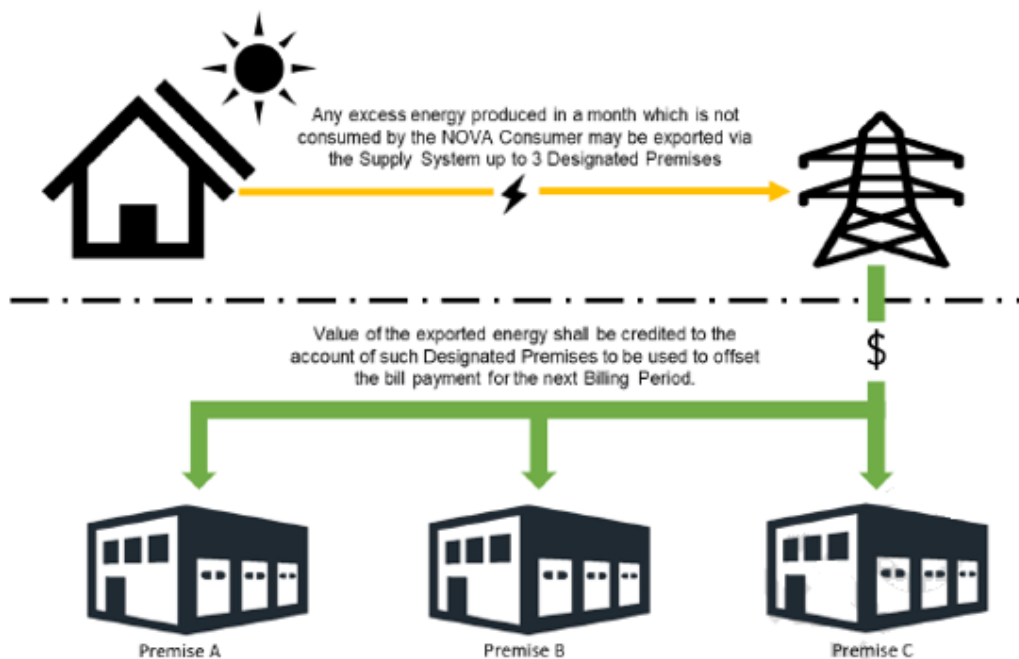 Any excess energy produced in a month which is not
consumed by the NOVA Consumer may be exported via
the Supply System up to 3 Designated Premises
Value of the exported energy shall be credited to the
account of such Designated Premises to be used to offset
the bill payment for the next Billing Period.
$
Premise A
Premise B
Premise C